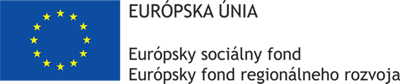 EURÓPSKA ÚNIA
Európsky sociálny fond
Európsky fond regionálneho rozvoja